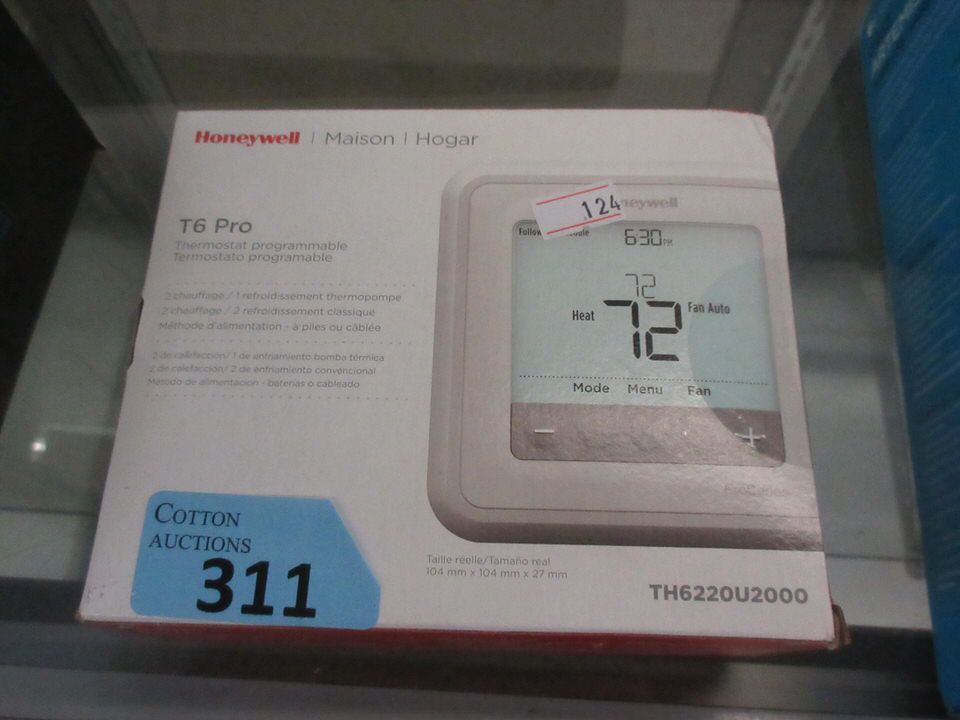 Honeywell | Maison | Hogar
T6 Pro
Thermostat programmable
Termostato programable
2 chauffage / 1 refroidissement thermopompe
2 chauffage / 2 refroidissement classique
Méthode d'alimentation - à piles ou câblée
2 de calefacción/ 1 de enfriamiento bomba térmica
2 de calefacción/ 2 de enfriamiento convencional
Método de alimentación - baterías o cableado
.124
neywell
Follow
6:30 PM
72
Heat
72
Fan Auto
Mode Menu Fan
- +
ProSeries
Taille réelle/Tamaño real
104 mm x 104 mm x 27 mm
TH6220U2000
COTTON
AUCTIONS
311